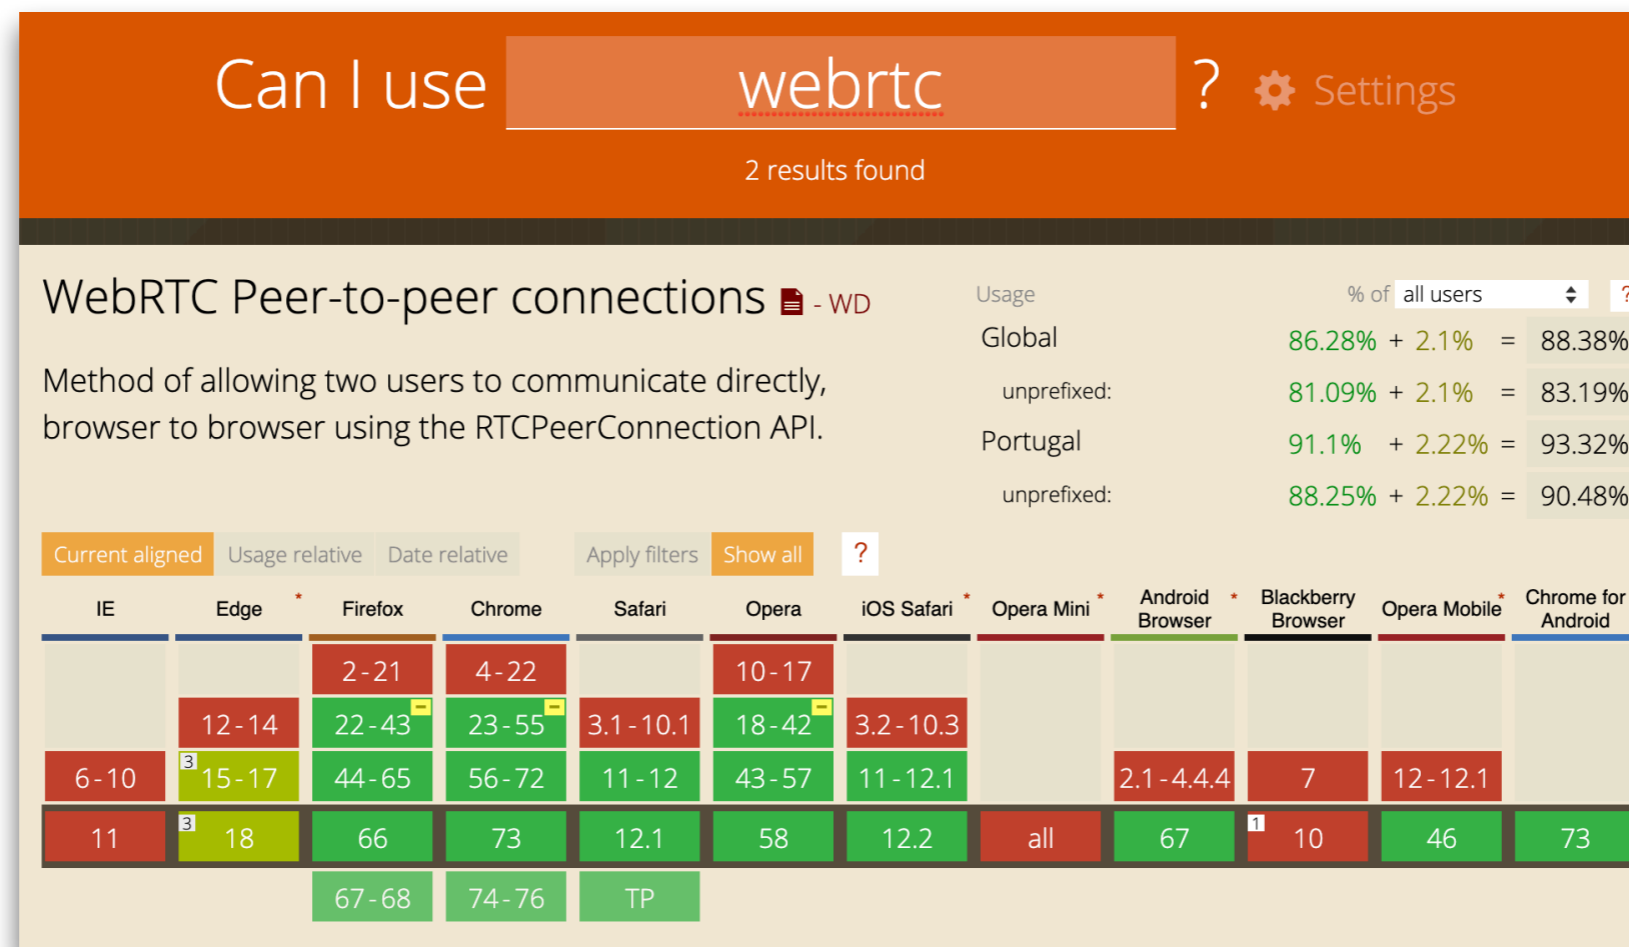 Can I use webrtc ? Settings
2 results found
WebRTC Peer-to-peer connections - WD
Method of allowing two users to communicate directly,
browser to browser using the RTCPeerConnection API.
Usage % of all users ?
Global 86.28% + 2.1% = 88.38%
unprefixed: 81.09% + 2.1% = 83.19%
Portugal 91.1% + 2.22% = 93.32%
unprefixed: 88.25% + 2.22% = 90.48%
Current aligned Usage relative Date relative Apply filters Show all ?
IE Edge * Firefox Chrome Safari Opera iOS Safari * Opera Mini * Android Browser * Blackberry Browser Opera Mobile * Chrome for Android
2-21 4-22 10-17
12-14 22-43 - 23-55 - 3.1-10.1 18-42 - 3.2-10.3
6-10 3 15-17 44-65 56-72 11-12 43-57 11-12.1 2.1-4.4.4 7 12-12.1
11 3 18 66 73 12.1 58 12.2 all 67 1 10 46 73
67-68 74-76 TP